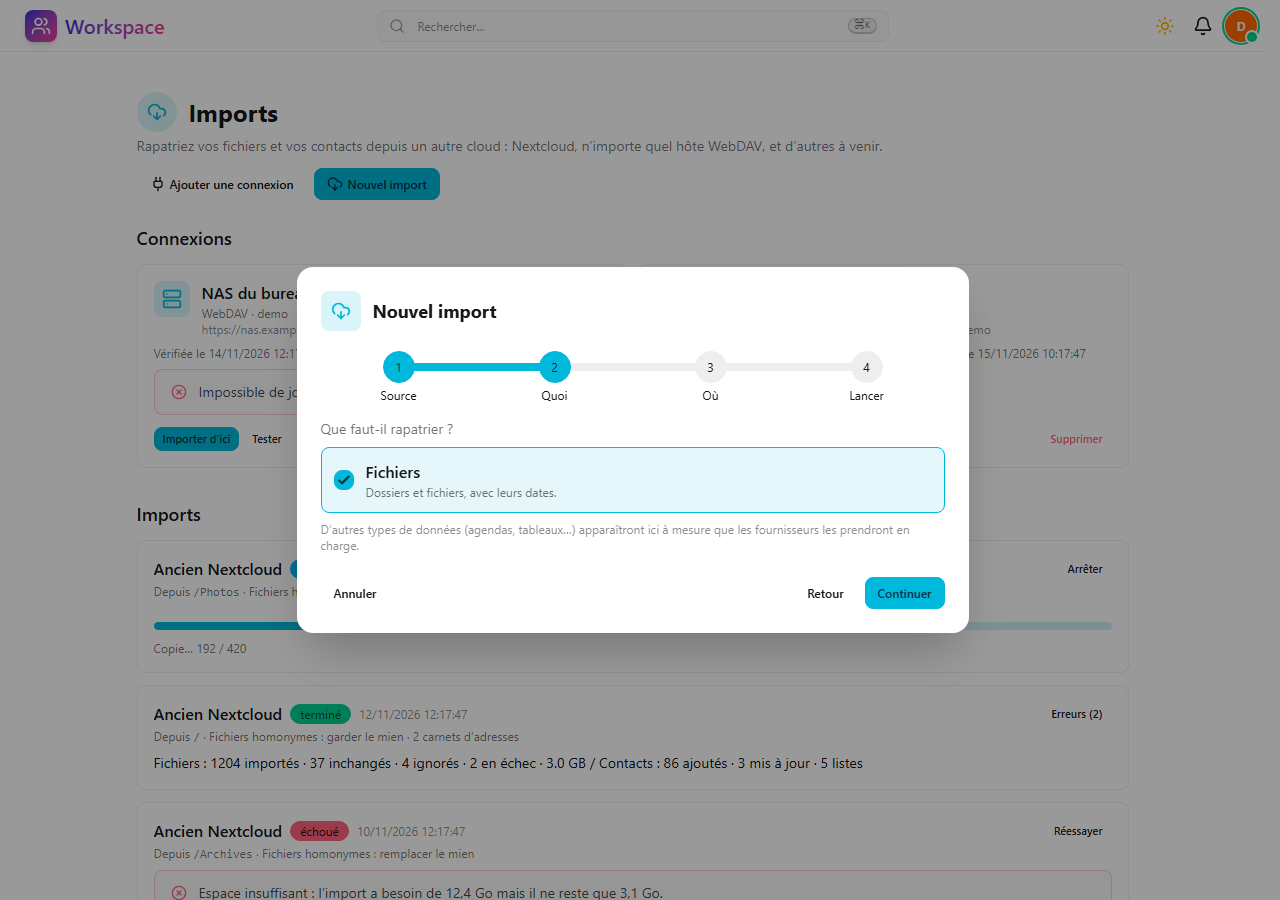 Workspace
Rechercher...
⌘K
D
Imports
Rapatriez vos fichiers et vos contacts depuis un autre cloud : Nextcloud, n'importe quel hôte WebDAV, et d'autres à venir.
Ajouter une connexion
Nouvel import
Connexions
NAS du burea
WebDAV · demo
https://nas.examp
Vérifiée le 14/11/2026 12:1
emo
e 15/11/2026 10:17:47
Impossible de jo
Importer d'ici
Tester
Supprimer
Nouvel import
1
2
3
4
Source
Quoi
Où
Lancer
Que faut-il rapatrier ?
Fichiers
Dossiers et fichiers, avec leurs dates.
D'autres types de données (agendas, tableaux...) apparaîtront ici à mesure que les fournisseurs les prendront en
charge.
Annuler
Retour
Continuer
Imports
Ancien Nextcloud
Arrêter
Depuis /Photos · Fichiers h
Copie... 192 / 420
Ancien Nextcloud
terminé
12/11/2026 12:17:47
Erreurs (2)
Depuis / · Fichiers homonymes : garder le mien · 2 carnets d'adresses
Fichiers : 1204 importés · 37 inchangés · 4 ignorés · 2 en échec · 3.0 GB / Contacts : 86 ajoutés · 3 mis à jour · 5 listes
Ancien Nextcloud
échoué
10/11/2026 12:17:47
Réessayer
Depuis /Archives · Fichiers homonymes : remplacer le mien
Espace insuffisant : l'import a besoin de 12,4 Go mais il ne reste que 3,1 Go.